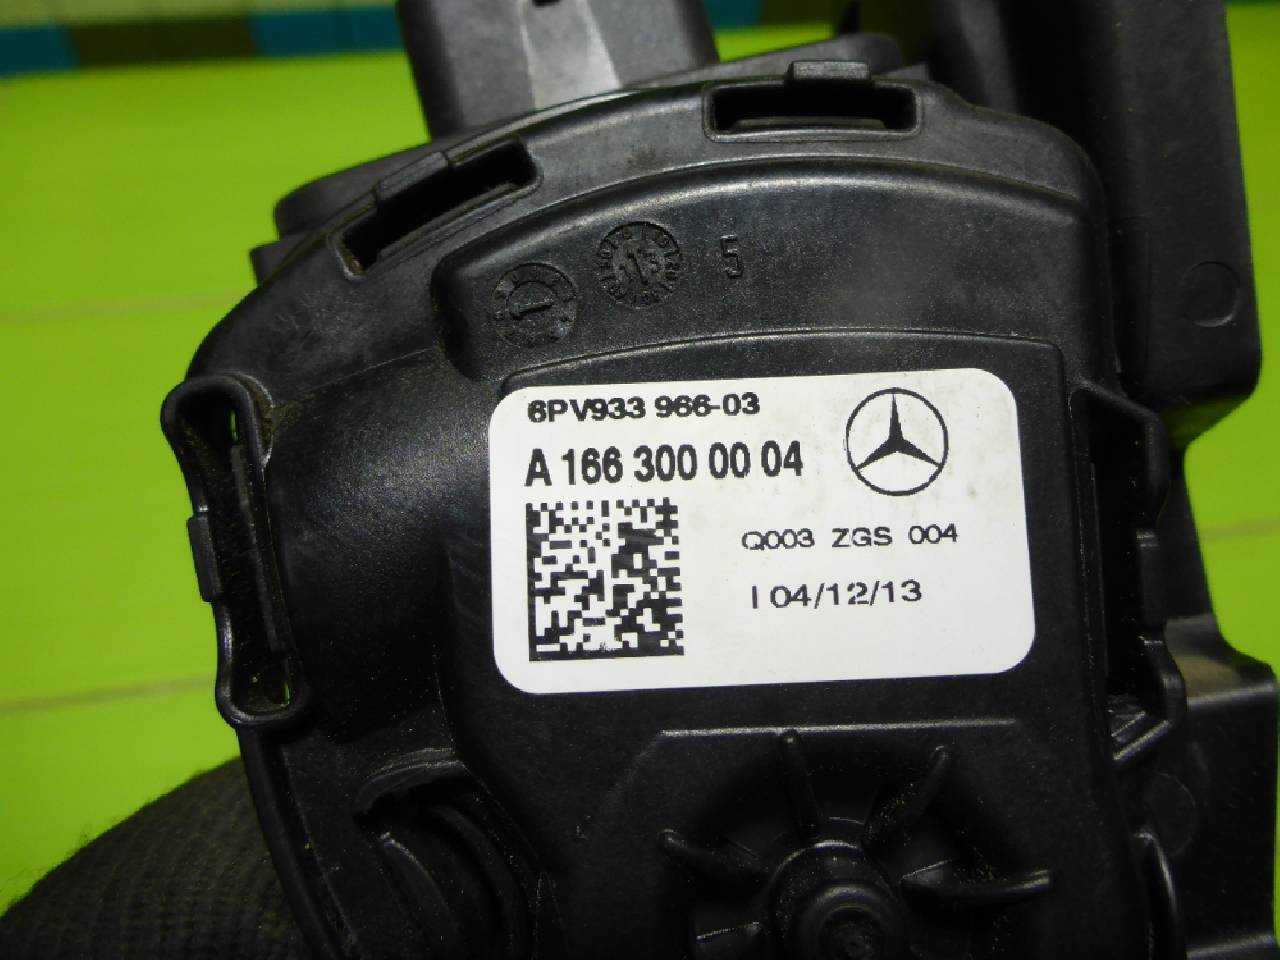 5
6PV933 966-03
A 166 300 00 04
Q003 ZGS 004
I 04/12/13